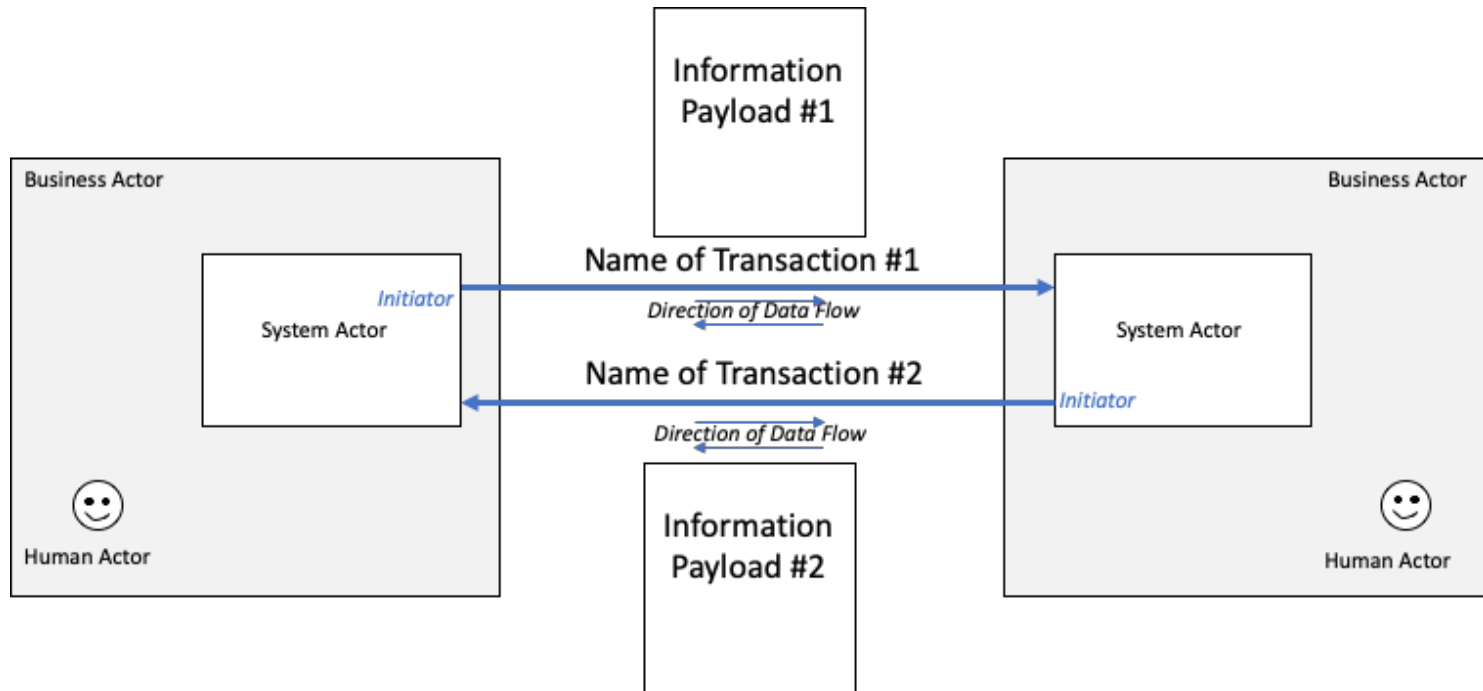 Information
Payload #1
Business Actor
Business Actor
Name of Transaction #1
Initiator
Direction of Data Flow
System Actor
System Actor
Name of Transaction #2
Initiator
Direction of Data Flow
Information
Payload #2
Human Actor
Human Actor